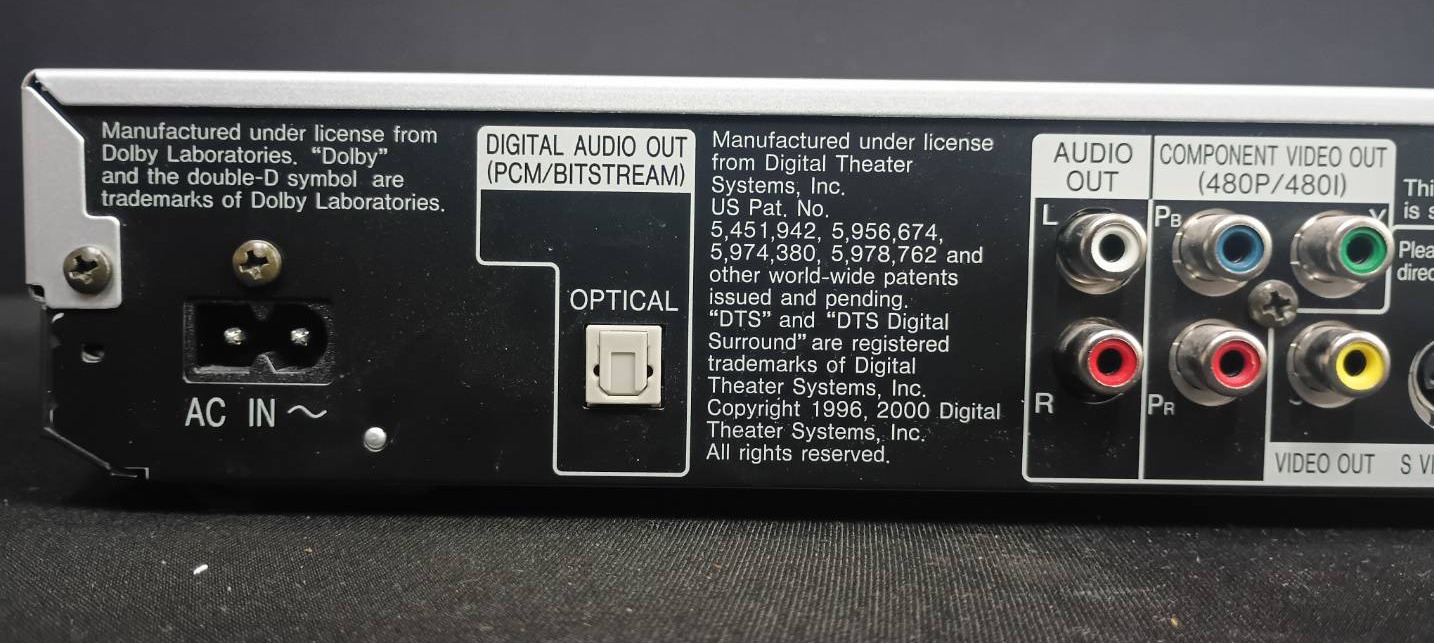 Manufactured under license from
Dolby Laboratories. “Dolby”
and the double-D symbol are
trademarks of Dolby Laboratories.
AC IN ~
DIGITAL AUDIO OUT
(PCM/BITSTREAM)
OPTICAL
Manufactured under license
from Digital Theater
Systems, Inc.
US Pat. No.
5,451,942, 5,956,674,
5,974,380, 5,978,762 and
other world-wide patents
issued and pending.
“DTS” and “DTS Digital
Surround” are registered
trademarks of Digital
Theater Systems, Inc.
Copyright 1996, 2000 Digital
Theater Systems, Inc.
All rights reserved.
AUDIO
OUT
L
R
COMPONENT VIDEO OUT
(480P/480I)
PB
Y
PR
VIDEO OUT
S
is